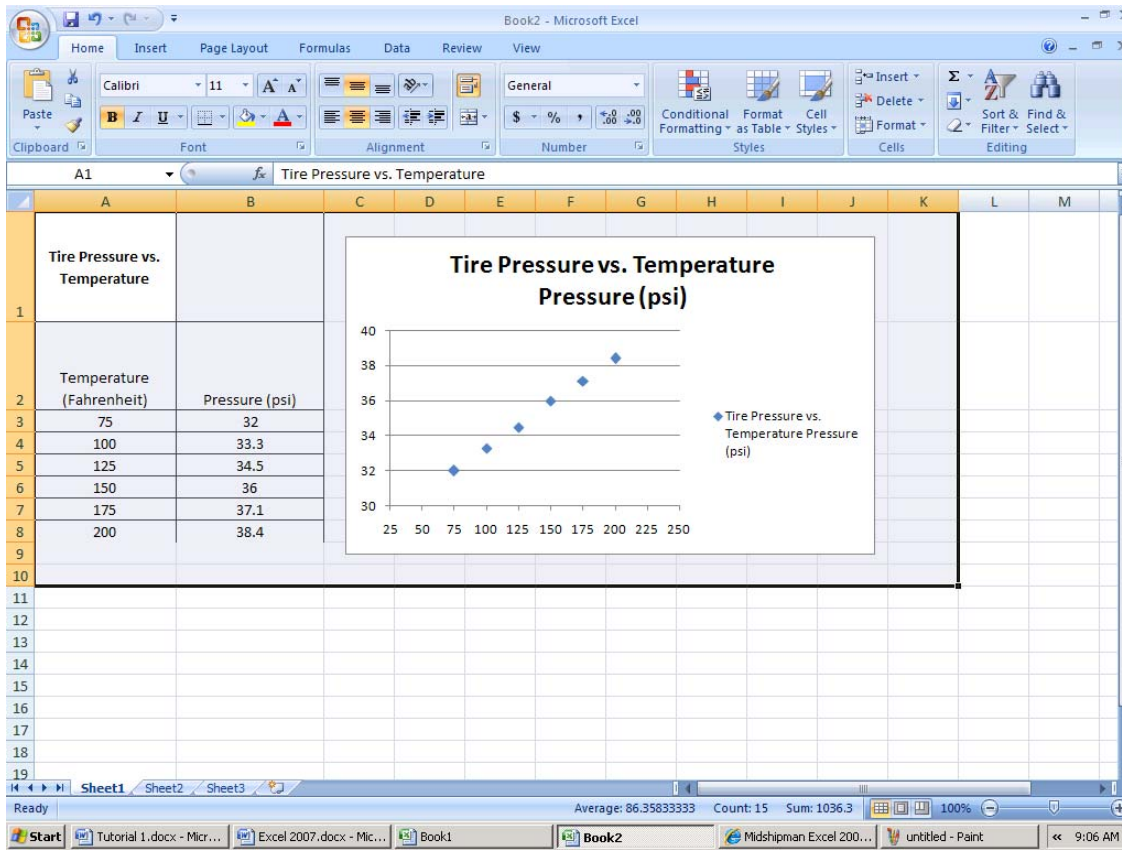 Book2 - Microsoft Excel
Home Insert Page Layout Formulas Data Review View
Paste
Clipboard
Calibri 11 A A
B I U A
Font
Alignment
General
$ % , .0 .00 .00 .0
Number
Conditional Formatting
Format as Table
Cell Styles
Styles
Insert
Delete
Format
Cells
Σ
Sort & Filter
Find & Select
Editing
A1 fx Tire Pressure vs. Temperature
A B C D E F G H I J K L M
1 Tire Pressure vs.
Temperature
2 Temperature
(Fahrenheit) Pressure (psi)
3 75 32
4 100 33.3
5 125 34.5
6 150 36
7 175 37.1
8 200 38.4
9
10
11
12
13
14
15
16
17
18
19
Tire Pressure vs. Temperature
Pressure (psi)
40
38
36
34
32
30
25 50 75 100 125 150 175 200 225 250
Tire Pressure vs.
Temperature Pressure
(psi)
Sheet1 Sheet2 Sheet3
Ready Average: 86.35833333 Count: 15 Sum: 1036.3 100%
Start Tutorial 1.docx - Micr... Excel 2007.docx - Mic... Book1 Book2 Midshipman Excel 200... untitled - Paint « 9:06 AM